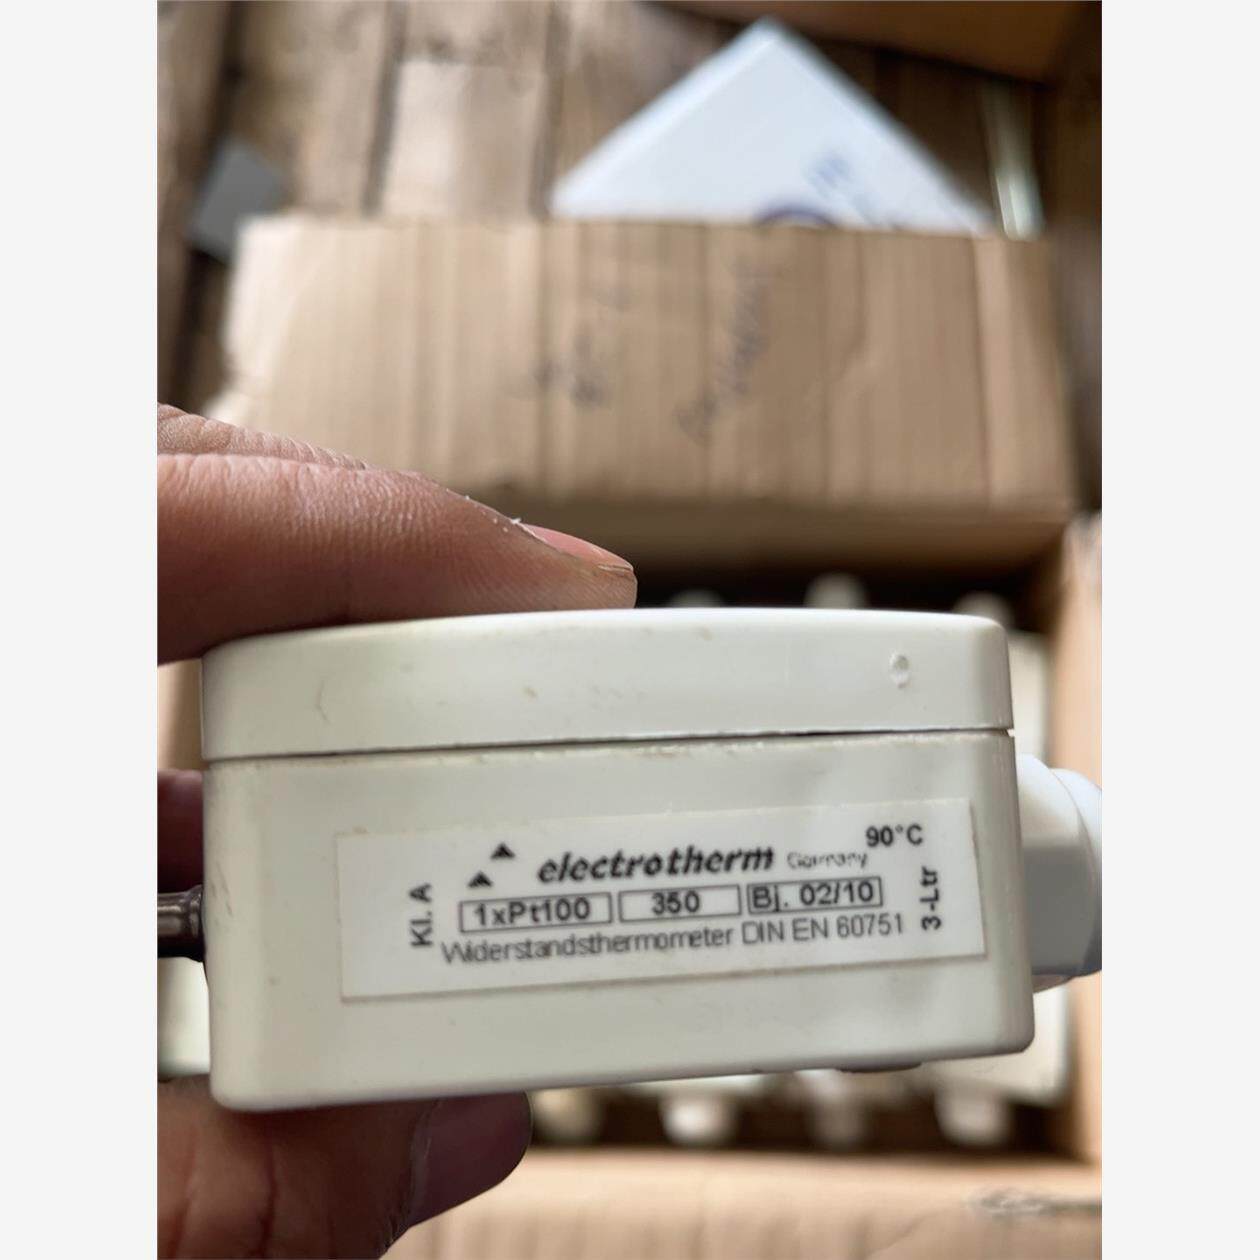 90°C
electrotherm Germany
Kl. A
1xPt100 350 Bj. 02/10
3-Ltr
Widerstandsthermometer DIN EN 60751